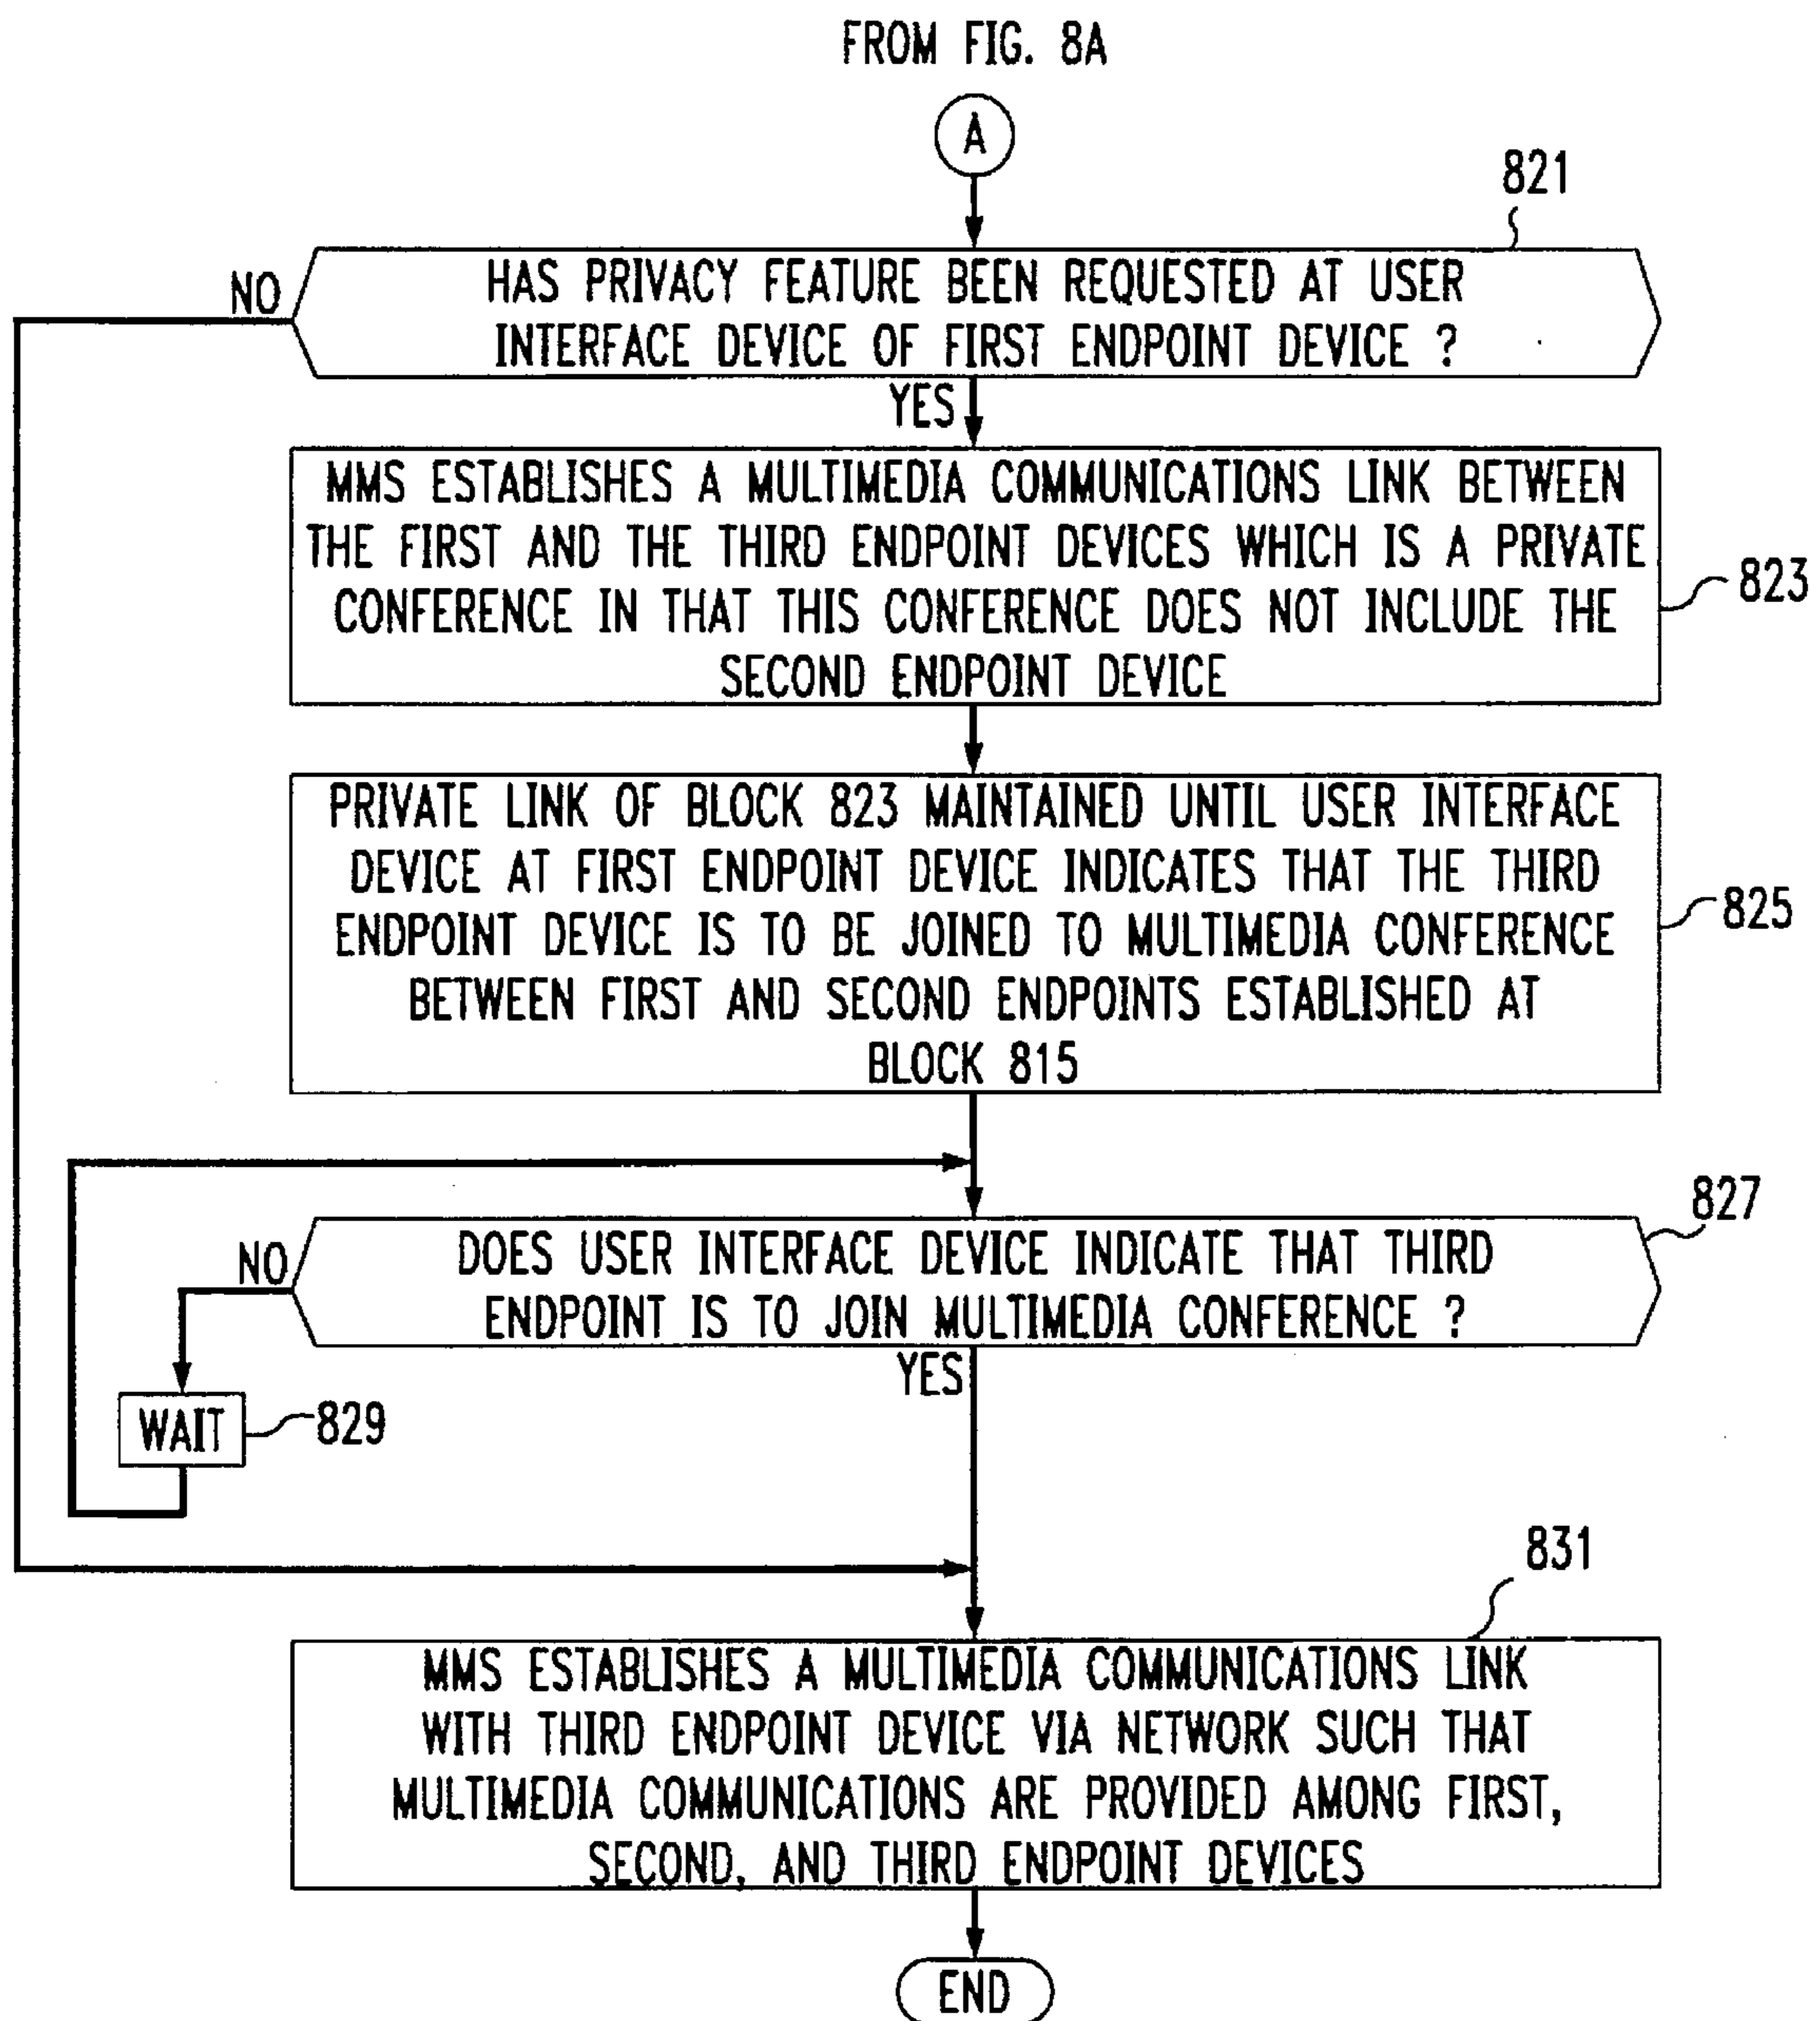 FROM FIG. 8A
A
821
HAS PRIVACY FEATURE BEEN REQUESTED AT USER
INTERFACE DEVICE OF FIRST ENDPOINT DEVICE ?
NO
YES
MMS ESTABLISHES A MULTIMEDIA COMMUNICATIONS LINK BETWEEN
THE FIRST AND THE THIRD ENDPOINT DEVICES WHICH IS A PRIVATE
CONFERENCE IN THAT THIS CONFERENCE DOES NOT INCLUDE THE
SECOND ENDPOINT DEVICE
823
PRIVATE LINK OF BLOCK 823 MAINTAINED UNTIL USER INTERFACE
DEVICE AT FIRST ENDPOINT DEVICE INDICATES THAT THE THIRD
ENDPOINT DEVICE IS TO BE JOINED TO MULTIMEDIA CONFERENCE
BETWEEN FIRST AND SECOND ENDPOINTS ESTABLISHED AT
BLOCK 815
825
827
DOES USER INTERFACE DEVICE INDICATE THAT THIRD
ENDPOINT IS TO JOIN MULTIMEDIA CONFERENCE ?
NO
YES
WAIT
829
831
MMS ESTABLISHES A MULTIMEDIA COMMUNICATIONS LINK
WITH THIRD ENDPOINT DEVICE VIA NETWORK SUCH THAT
MULTIMEDIA COMMUNICATIONS ARE PROVIDED AMONG FIRST,
SECOND, AND THIRD ENDPOINT DEVICES
END